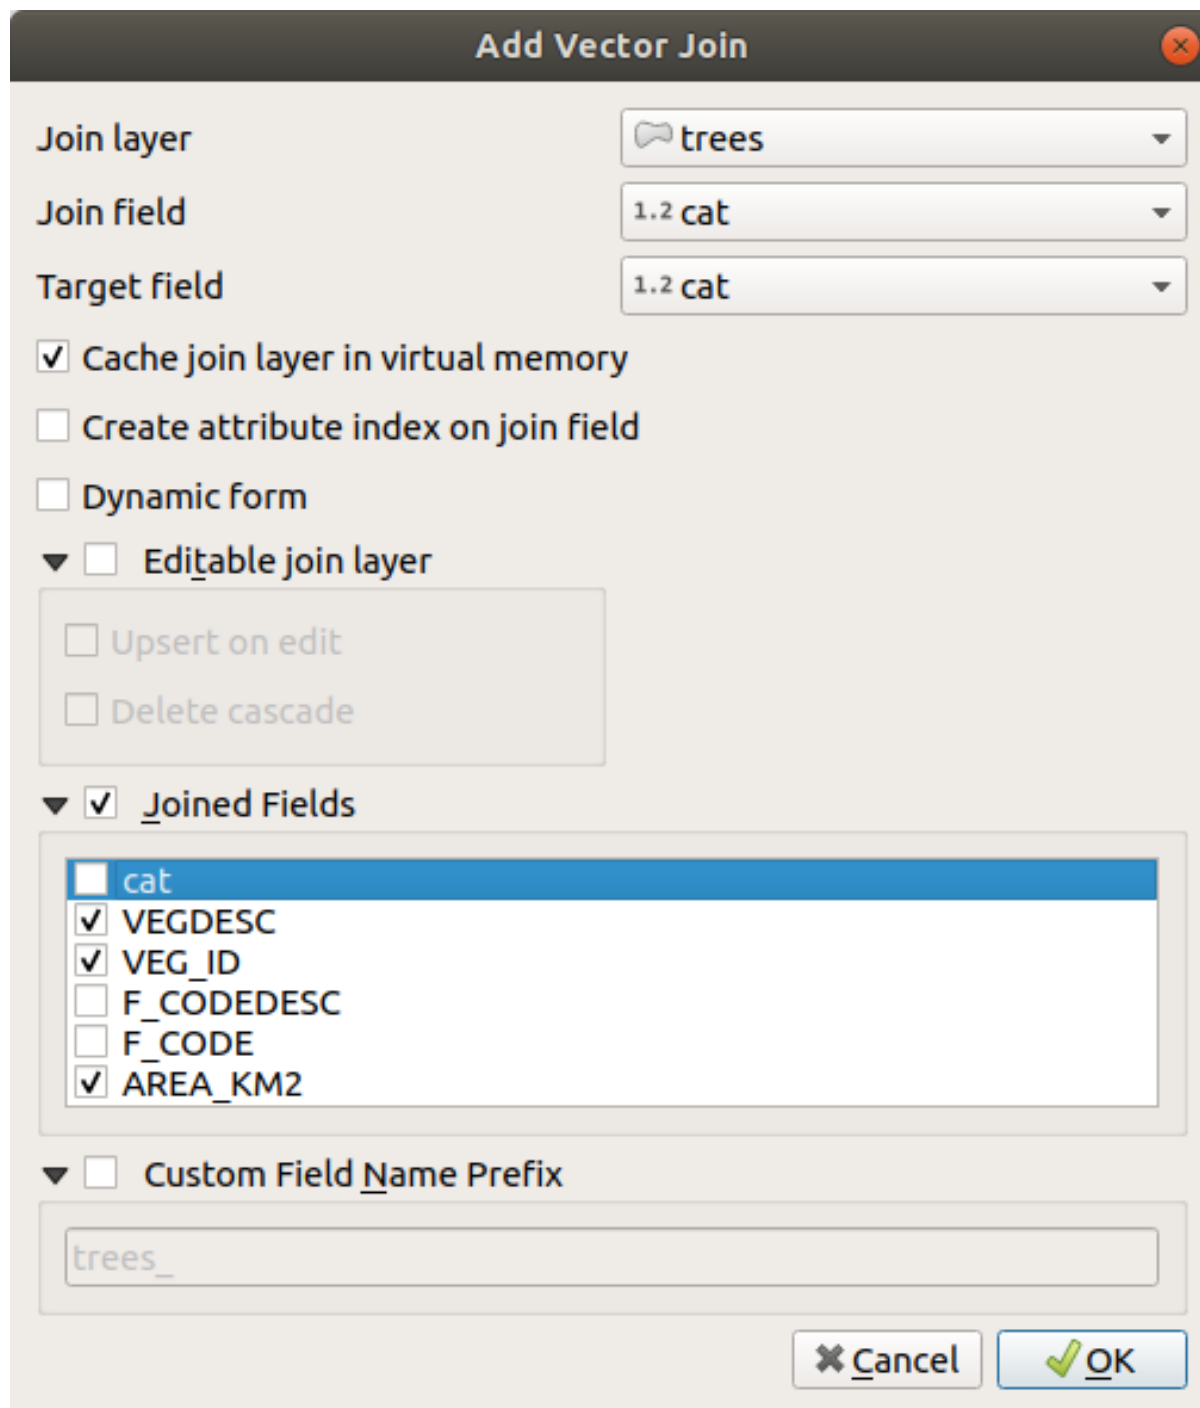 Add Vector Join
Join layer trees
Join field 1.2 cat
Target field 1.2 cat
Cache join layer in virtual memory
Create attribute index on join field
Dynamic form
Editable join layer
Upsert on edit
Delete cascade
Joined Fields
cat
VEGDESC
VEG_ID
F_CODEDESC
F_CODE
AREA_KM2
Custom Field Name Prefix
trees_
Cancel OK